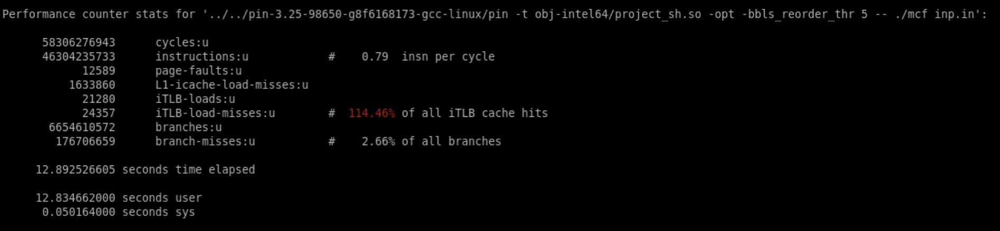 Performance counter stats for '../../pin-3.25-98650-g8f6168173-gcc-linux/pin -t obj-intel64/project_sh.so -opt -bbls_reorder_thr 5 -- ./mcf inp.in':
58306276943 cycles:u
46304235733 instructions:u # 0.79 insn per cycle
12589 page-faults:u
1633860 L1-icache-load-misses:u
21280 iTLB-loads:u
24357 iTLB-load-misses:u # 114.46% of all iTLB cache hits
6654610572 branches:u
176706659 branch-misses:u # 2.66% of all branches
12.892526605 seconds time elapsed
12.834662000 seconds user
0.050164000 seconds sys